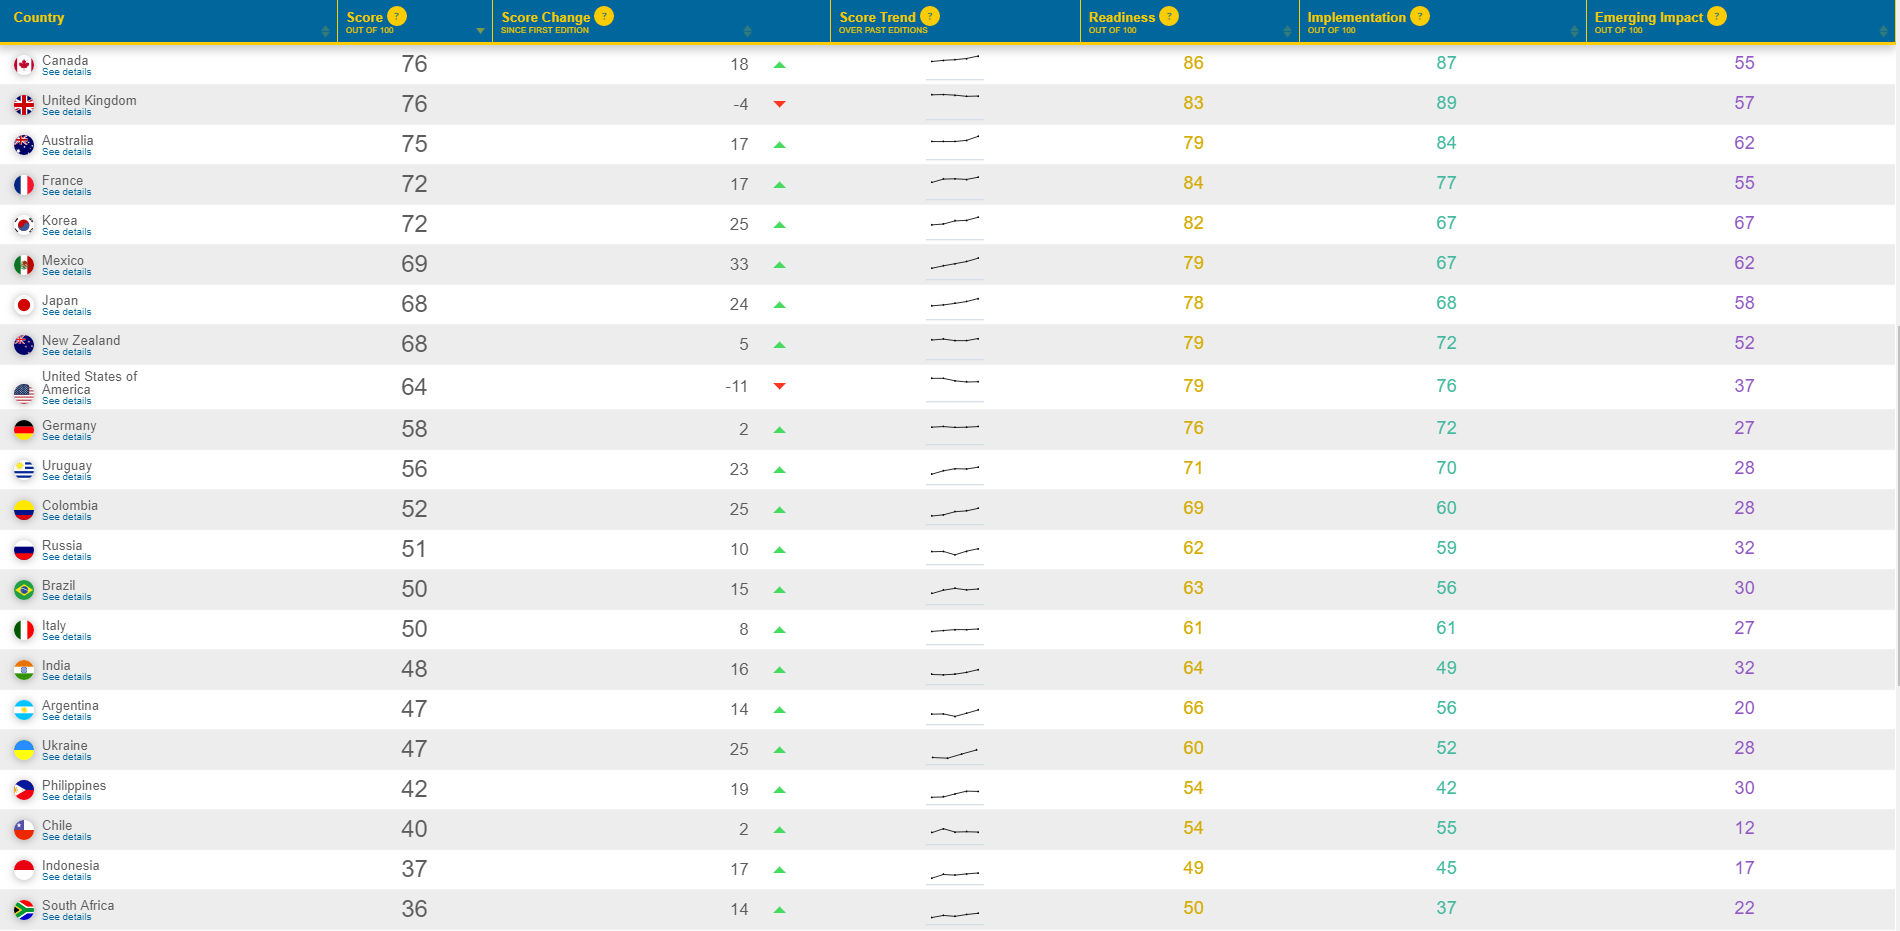 Country
Score ?
OUT OF 100
Score Change ?
SINCE FIRST EDITION
Score Trend ?
OVER PAST EDITIONS
Readiness ?
OUT OF 100
Implementation ?
OUT OF 100
Emerging Impact ?
OUT OF 100
Canada 76 18 86 87 55
See details
United Kingdom 76 -4 83 89 57
See details
Australia 75 17 79 84 62
See details
France 72 17 84 77 55
See details
Korea 72 25 82 67 67
See details
Mexico 69 33 79 67 62
See details
Japan 68 24 78 68 58
See details
New Zealand 68 5 79 72 52
See details
United States of
America 64 -11 79 76 37
See details
Germany 58 2 76 72 27
See details
Uruguay 56 23 71 70 28
See details
Colombia 52 25 69 60 28
See details
Russia 51 10 62 59 32
See details
Brazil 50 15 63 56 30
See details
Italy 50 8 61 61 27
See details
India 48 16 64 49 32
See details
Argentina 47 14 66 56 20
See details
Ukraine 47 25 60 52 28
See details
Philippines 42 19 54 42 30
See details
Chile 40 2 54 55 12
See details
Indonesia 37 17 49 45 17
See details
South Africa 36 14 50 37 22
See details